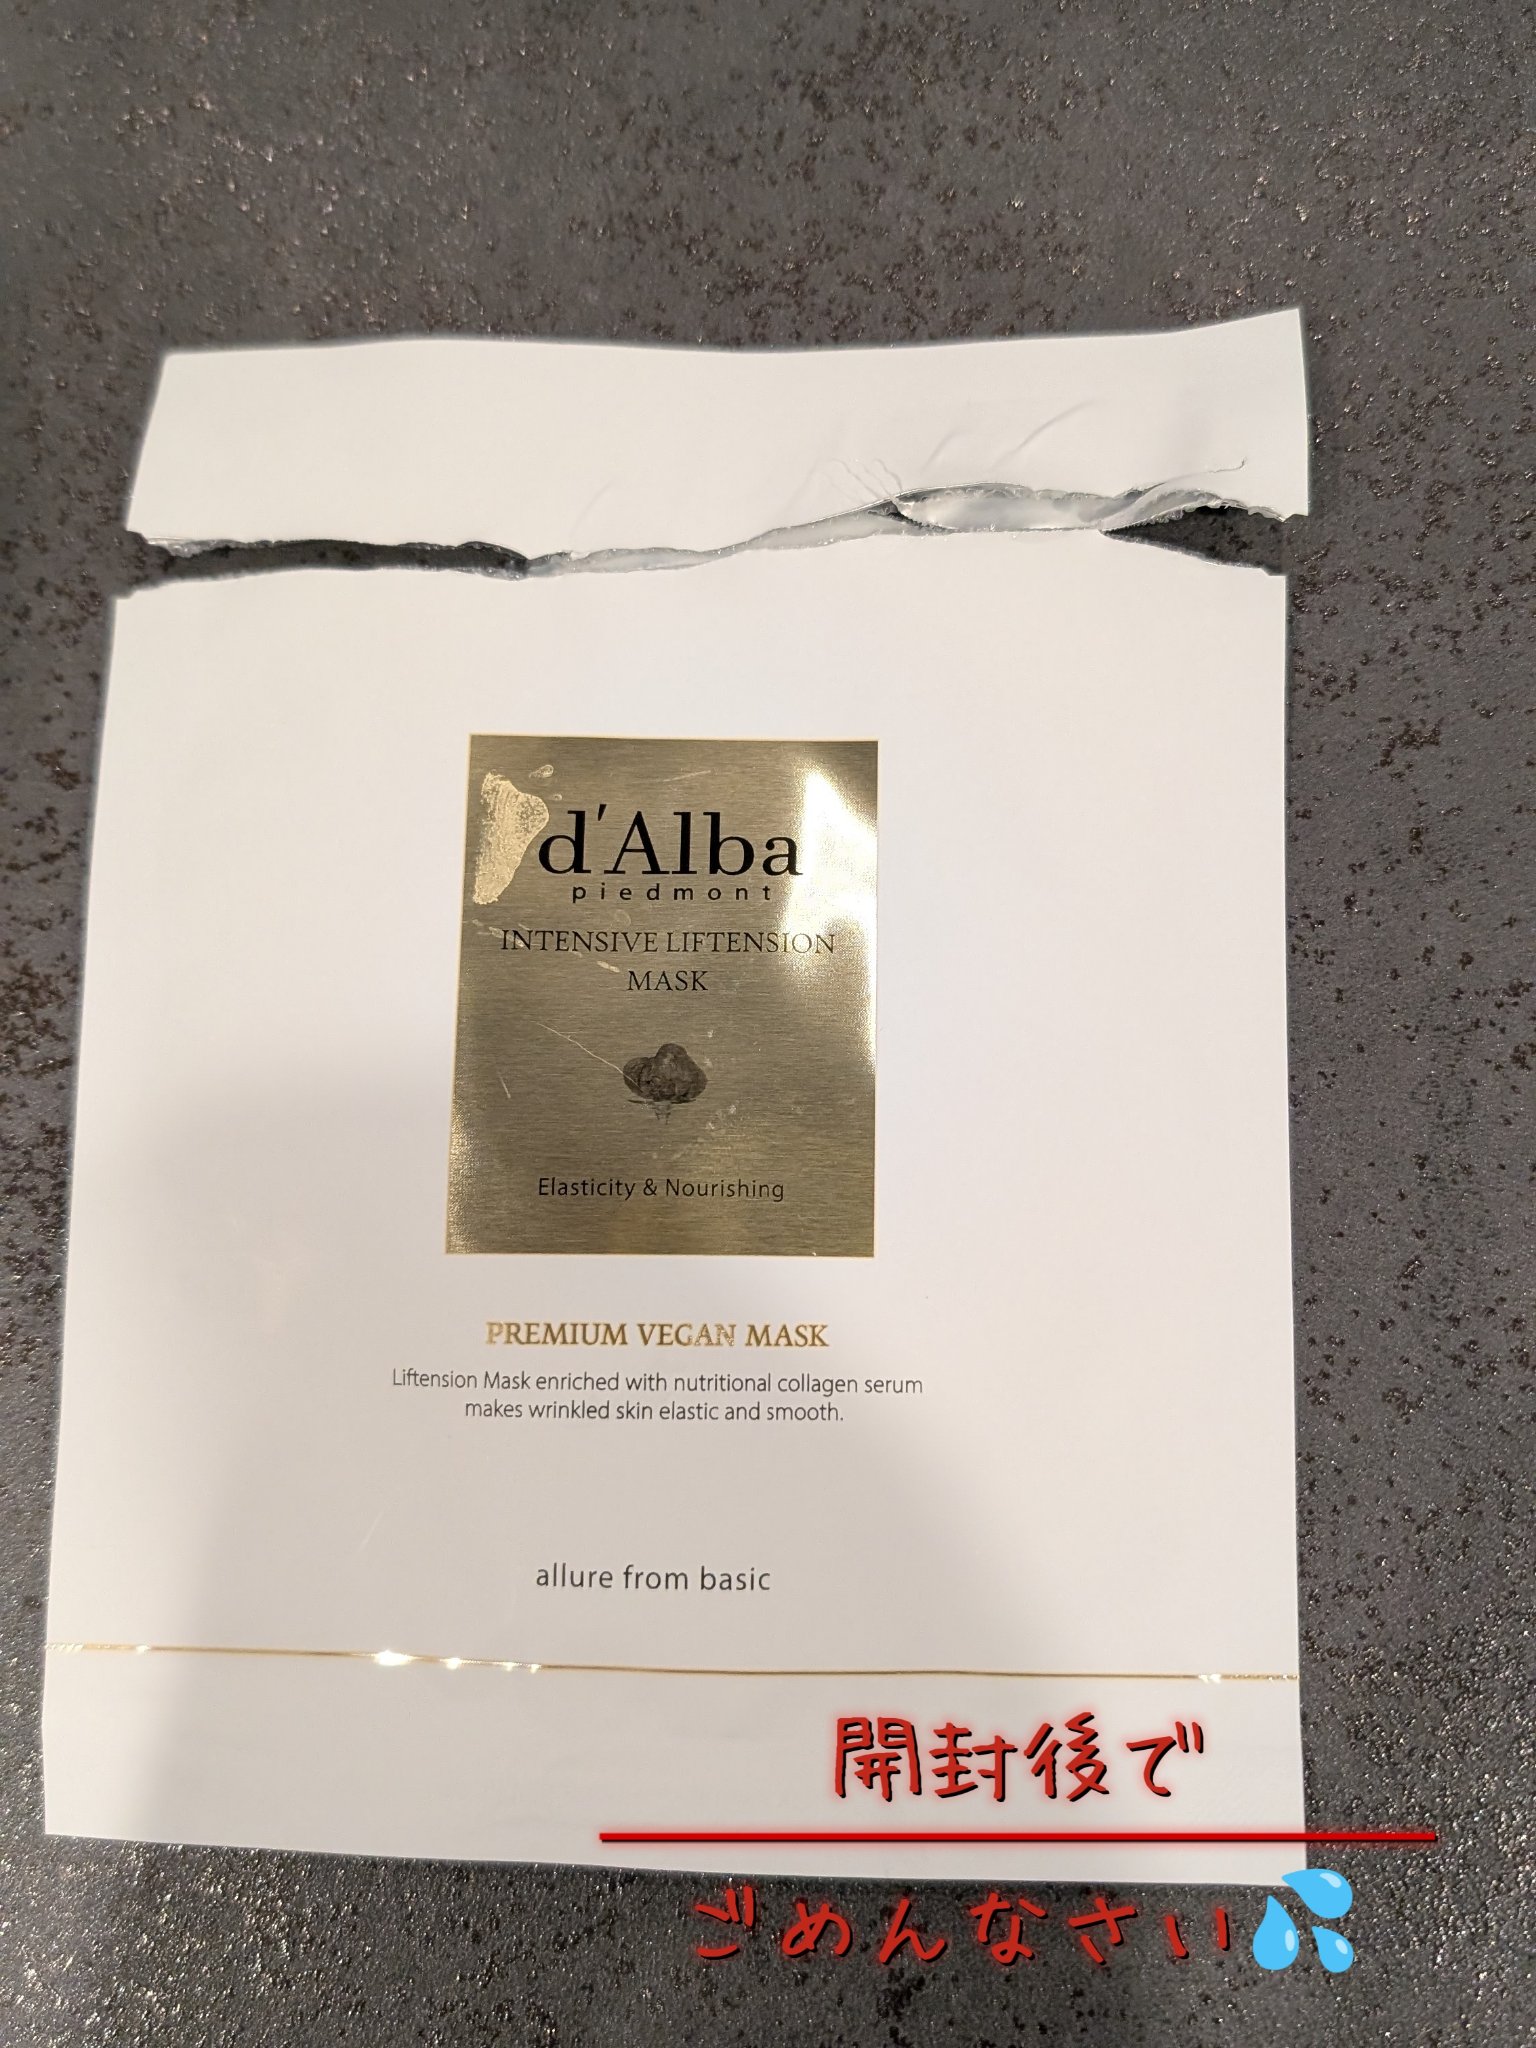 d'Alba
piedmont
INTENSIVE LIFTENSION
MASK
Elasticity & Nourishing
PREMIUM VEGAN MASK
Liftension Mask enriched with nutritional collagen serum
makes wrinkled skin elastic and smooth.
allure from basic
開封後で
ごめんなさい💦